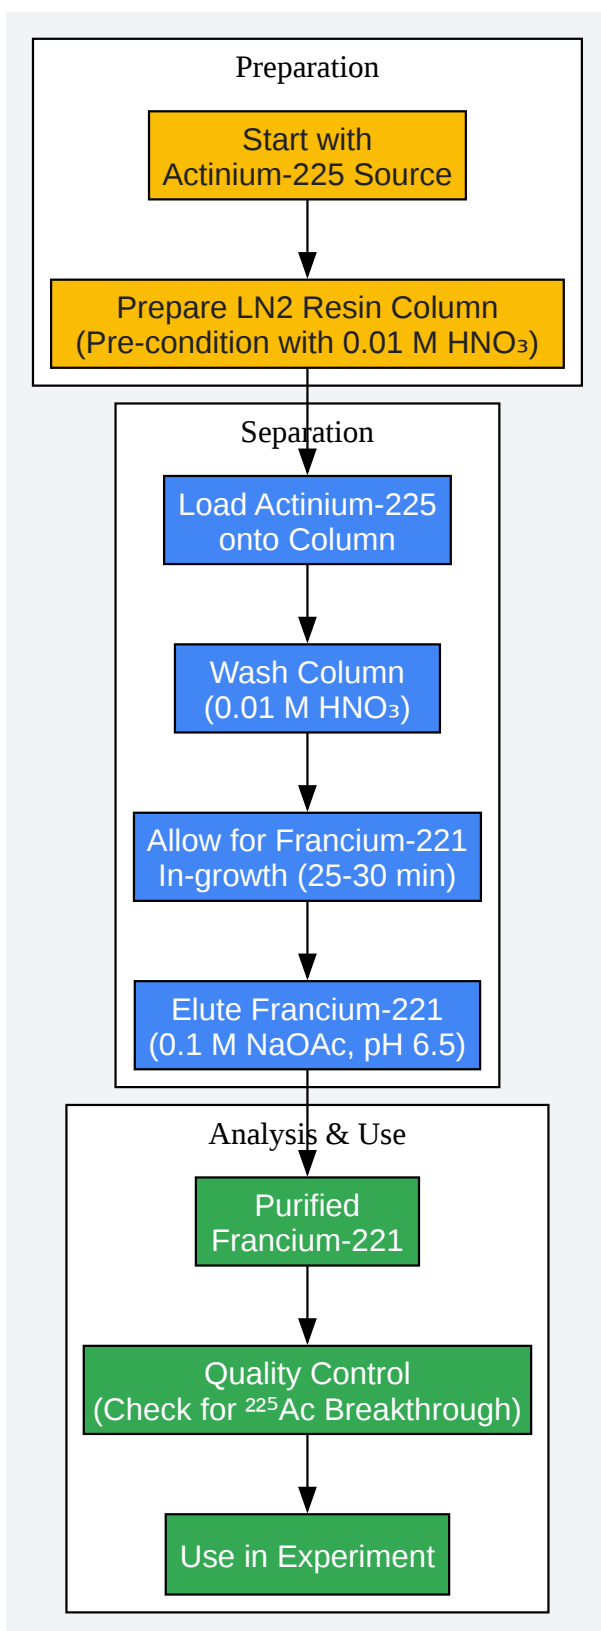 Preparation
Start with
Actinium-225 Source
Prepare LN2 Resin Column
(Pre-condition with 0.01 M HNO₃)
Separation
Load Actinium-225
onto Column
Wash Column
(0.01 M HNO₃)
Allow for Francium-221
In-growth (25-30 min)
Elute Francium-221
(0.1 M NaOAc, pH 6.5)
Analysis & Use
Purified
Francium-221
Quality Control
(Check for ²²⁵Ac Breakthrough)
Use in Experiment